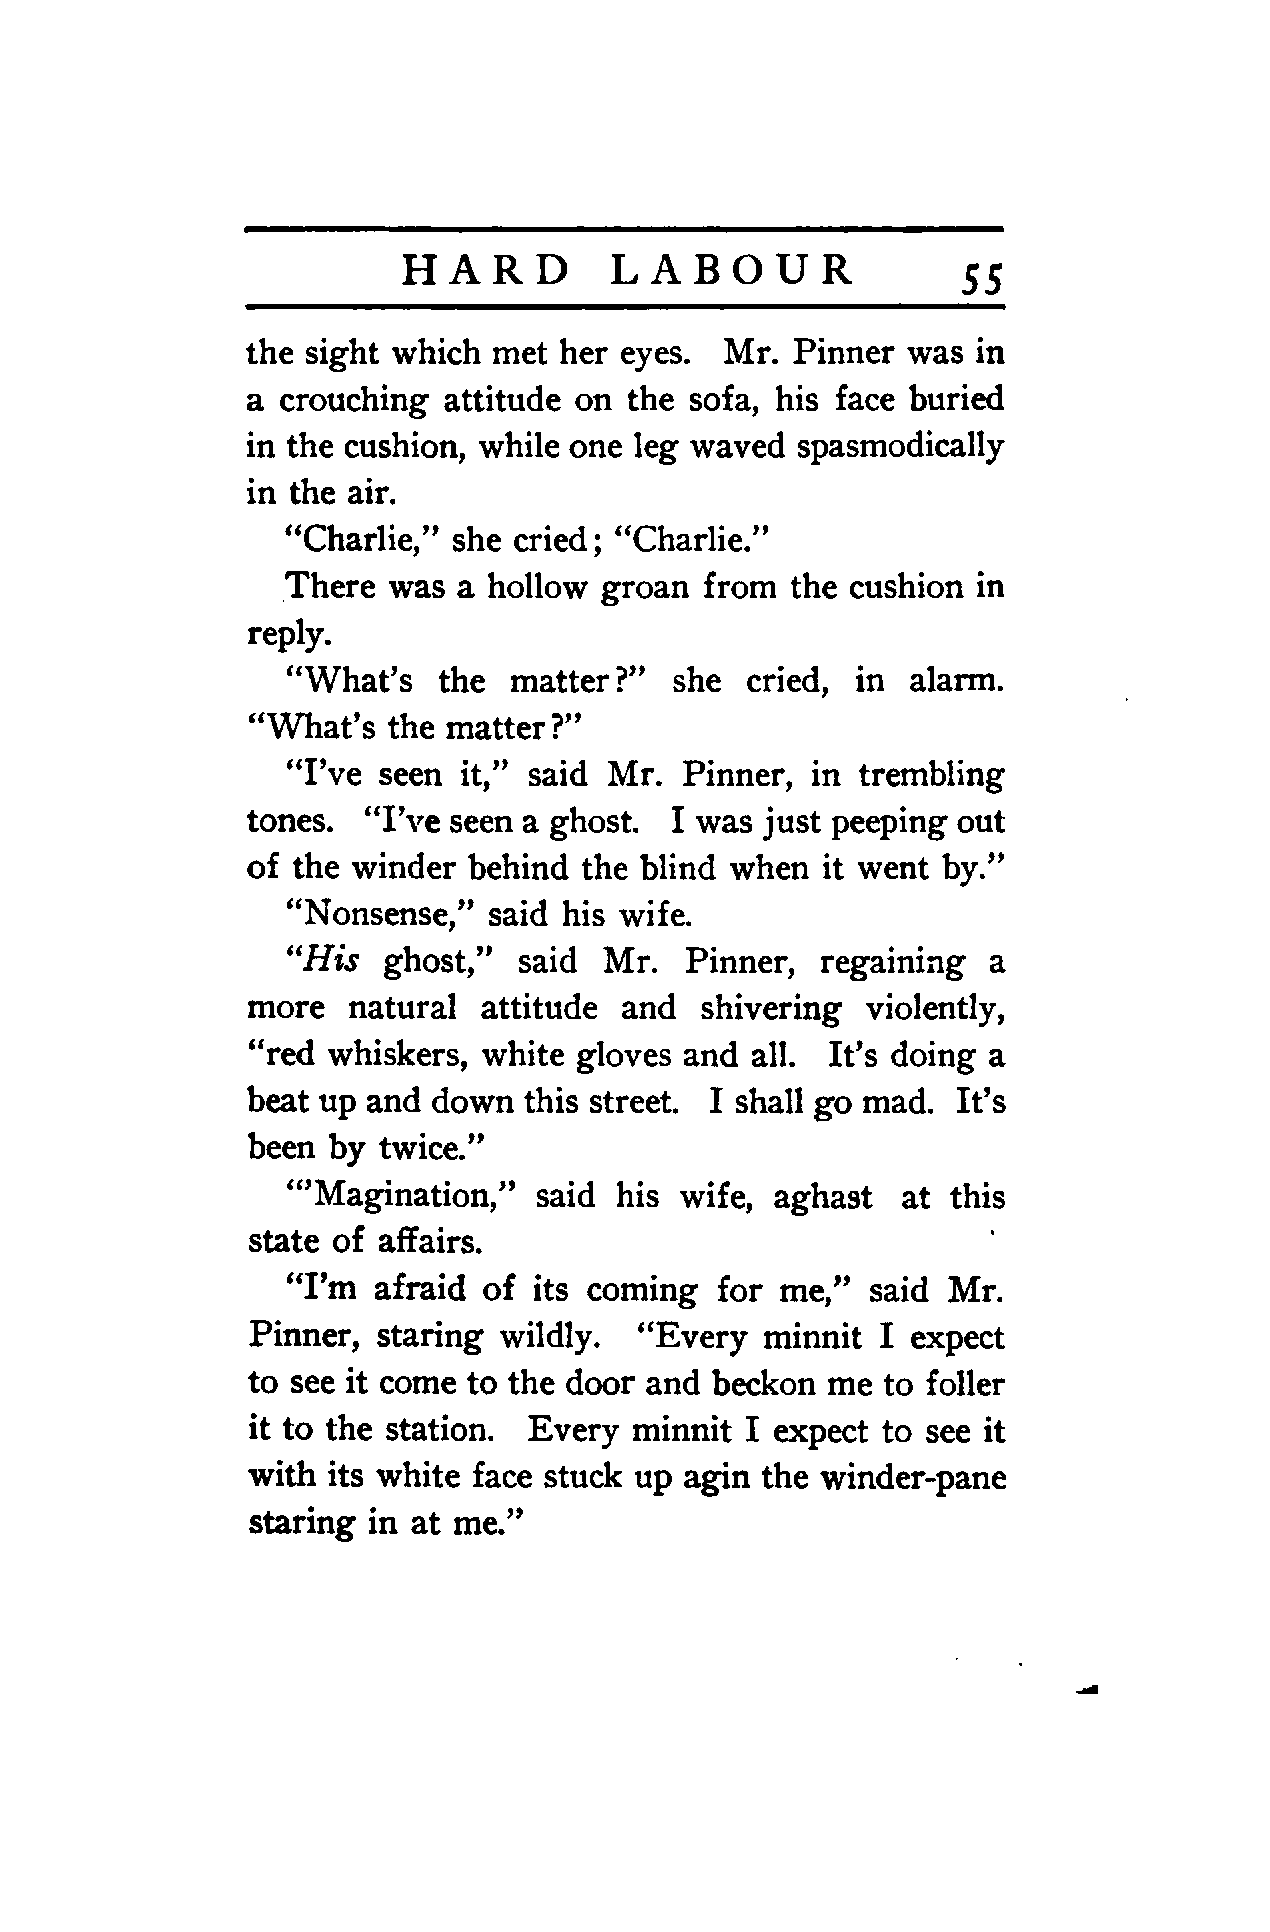 HARD LABOUR 55
the sight which met her eyes. Mr. Pinner was in
a crouching attitude on the sofa, his face buried
in the cushion, while one leg waved spasmodically
in the air.
“Charlie,” she cried; “Charlie.”
There was a hollow groan from the cushion in
reply.
“What’s the matter?” she cried, in alarm.
“What’s the matter?”
“I’ve seen it,” said Mr. Pinner, in trembling
tones. “I’ve seen a ghost. I was just peeping out
of the winder behind the blind when it went by.”
“Nonsense,” said his wife.
“His ghost,” said Mr. Pinner, regaining a
more natural attitude and shivering violently,
“red whiskers, white gloves and all. It’s doing a
beat up and down this street. I shall go mad. It’s
been by twice.”
“’Magination,” said his wife, aghast at this
state of affairs.
“I’m afraid of its coming for me,” said Mr.
Pinner, staring wildly. “Every minnit I expect
to see it come to the door and beckon me to foller
it to the station. Every minnit I expect to see it
with its white face stuck up agin the winder-pane
staring in at me.”